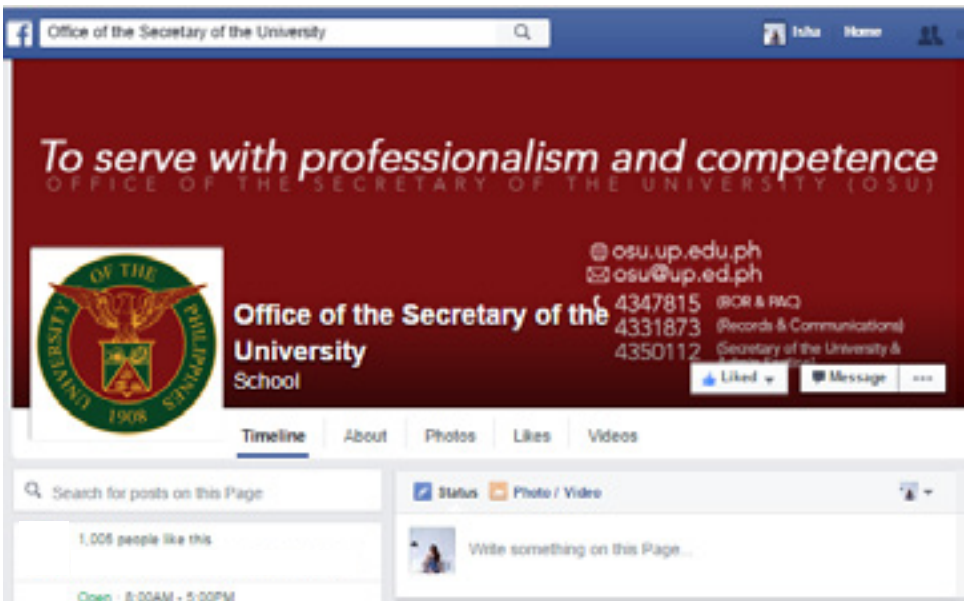 Office of the Secretary of the University
Isha Home
To serve with professionalism and competence
OFFICE OF THE SECRETARY OF THE UNIVERSITY (OSU)
osu.up.edu.ph
osu@up.ed.ph
4347815 (BOR & PAC)
4331873 (Records & Communications)
4350112 (Secretary of the University &
UNIVERSITY OF THE PHILIPPINES
1908
Office of the Secretary of the
University
School
Liked Message ...
Timeline About Photos Likes Videos
Search for posts on this Page
Status Photo / Video
1,005 people like this
Write something on this Page...
Open 8:00AM - 5:00PM